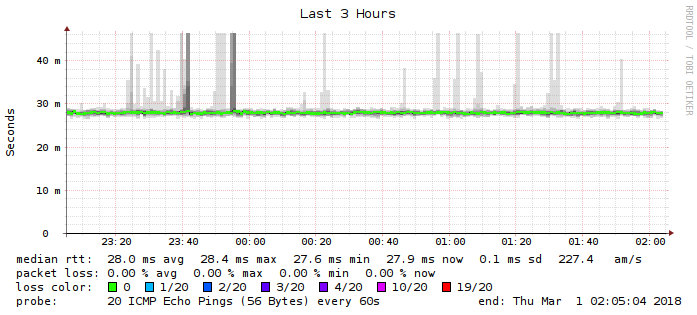 Last 3 Hours
RRDTOOL / TOBI OETIKER
Seconds
40 m
30 m
20 m
10 m
0
23:20 23:40 00:00 00:20 00:40 01:00 01:20 01:40 02:00
median rtt: 28.0 ms avg 28.4 ms max 27.6 ms min 27.9 ms now 0.1 ms sd 227.4 am/s
packet loss: 0.00 % avg 0.00 % max 0.00 % min 0.00 % now
loss color: 0 1/20 2/20 3/20 4/20 10/20 19/20
probe: 20 ICMP Echo Pings (56 Bytes) every 60s end: Thu Mar 1 02:05:04 2018